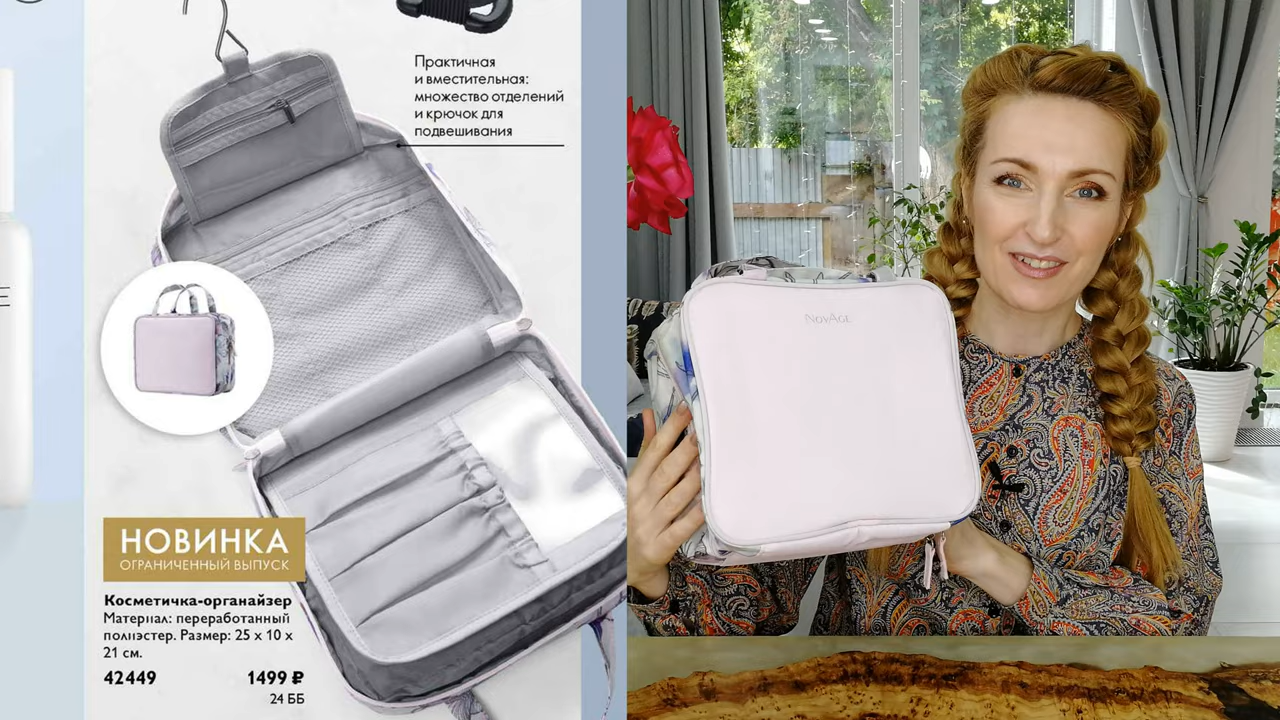 Практичная
и вместительная:
множество отделений
и крючок для
подвешивания
НОВИНКА
ОГРАНИЧЕННЫЙ ВЫПУСК
Косметичка-органайзер
Материал: переработанный
полиэстер. Размер: 25 х 10 х
21 см.
42449 1499 ₽
24 ББ
NOVAGE